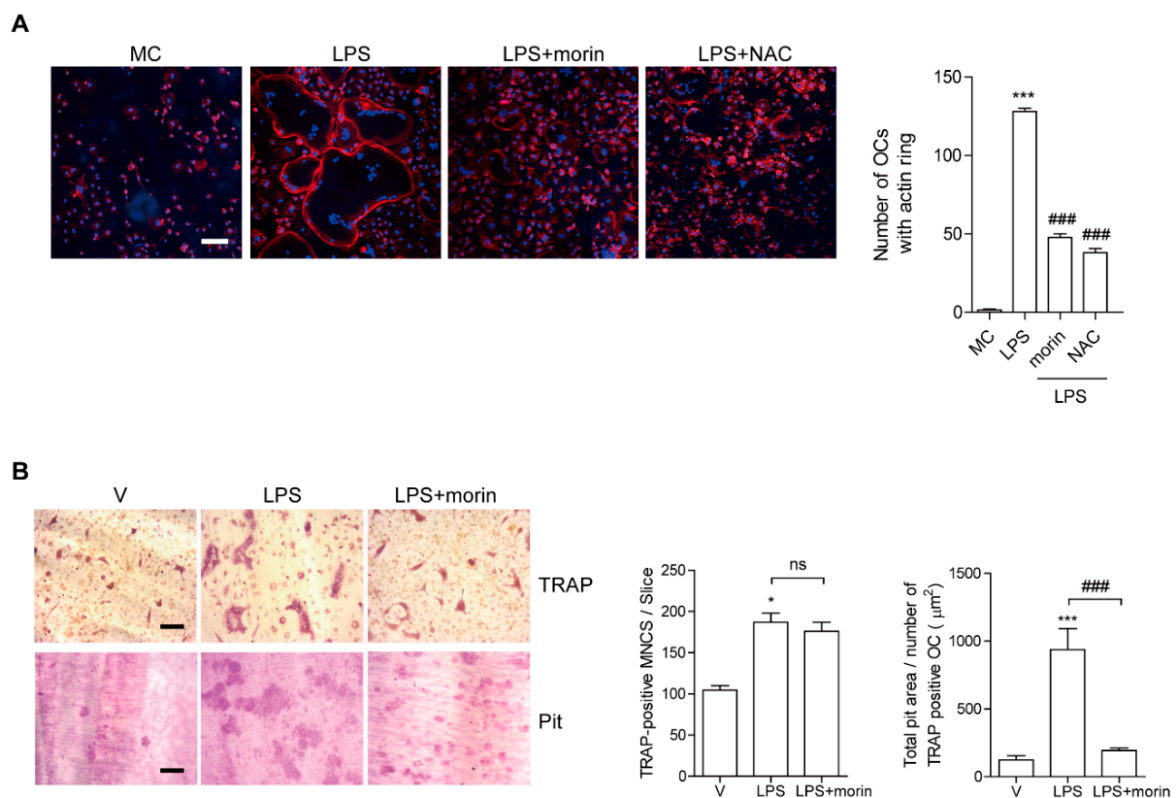 A
MC
LPS
LPS+morin
LPS+NAC
Number of OCs
with actin ring
150
100
50
0
***
###
###
MC
LPS
morin
NAC
LPS
B
V
LPS
LPS+morin
TRAP
Pit
TRAP-positive MNCS / Slice
250
200
150
100
50
0
*
ns
V
LPS
LPS+morin
Total pit area / number of
TRAP positive OC ( μm²)
1500
1000
500
0
***
###
V
LPS
LPS+morin